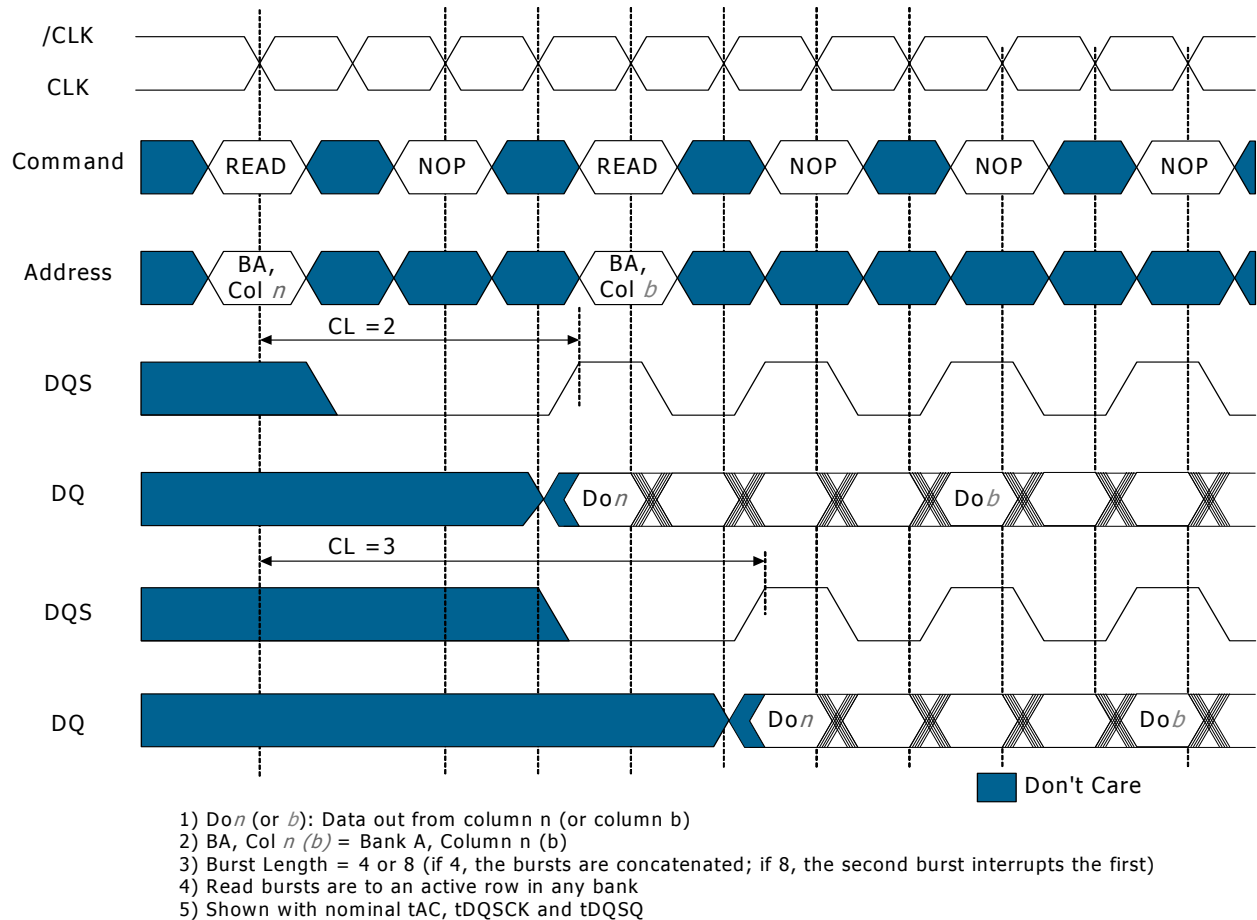 /CLK
CLK
Command READ NOP READ NOP NOP NOP
Address BA, Col n BA, Col b
CL =2
DQS
DQ Don Dob
CL =3
DQS
DQ Don Dob
Don't Care
1) Don (or b): Data out from column n (or column b)
2) BA, Col n (b) = Bank A, Column n (b)
3) Burst Length = 4 or 8 (if 4, the bursts are concatenated; if 8, the second burst interrupts the first)
4) Read bursts are to an active row in any bank
5) Shown with nominal tAC, tDQSCK and tDQSQ